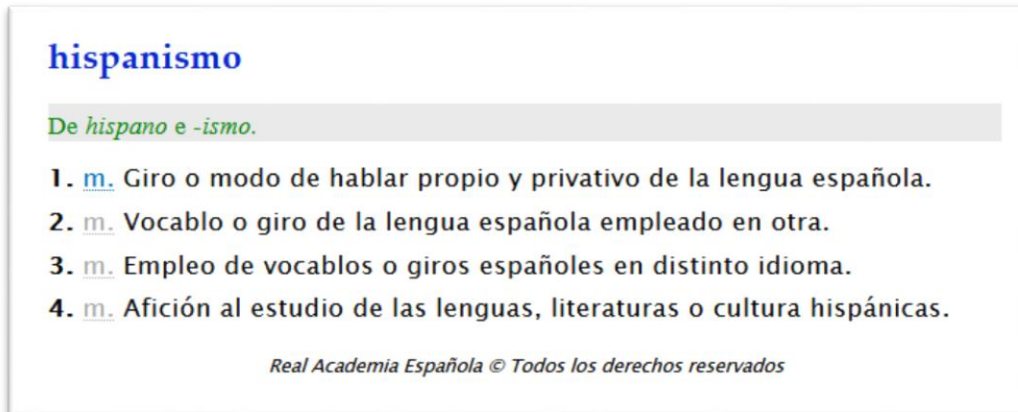 hispanismo
De hispano e -ismo.
1. m. Giro o modo de hablar propio y privativo de la lengua española.
2. m. Vocablo o giro de la lengua española empleado en otra.
3. m. Empleo de vocablos o giros españoles en distinto idioma.
4. m. Afición al estudio de las lenguas, literaturas o cultura hispánicas.
Real Academia Española © Todos los derechos reservados